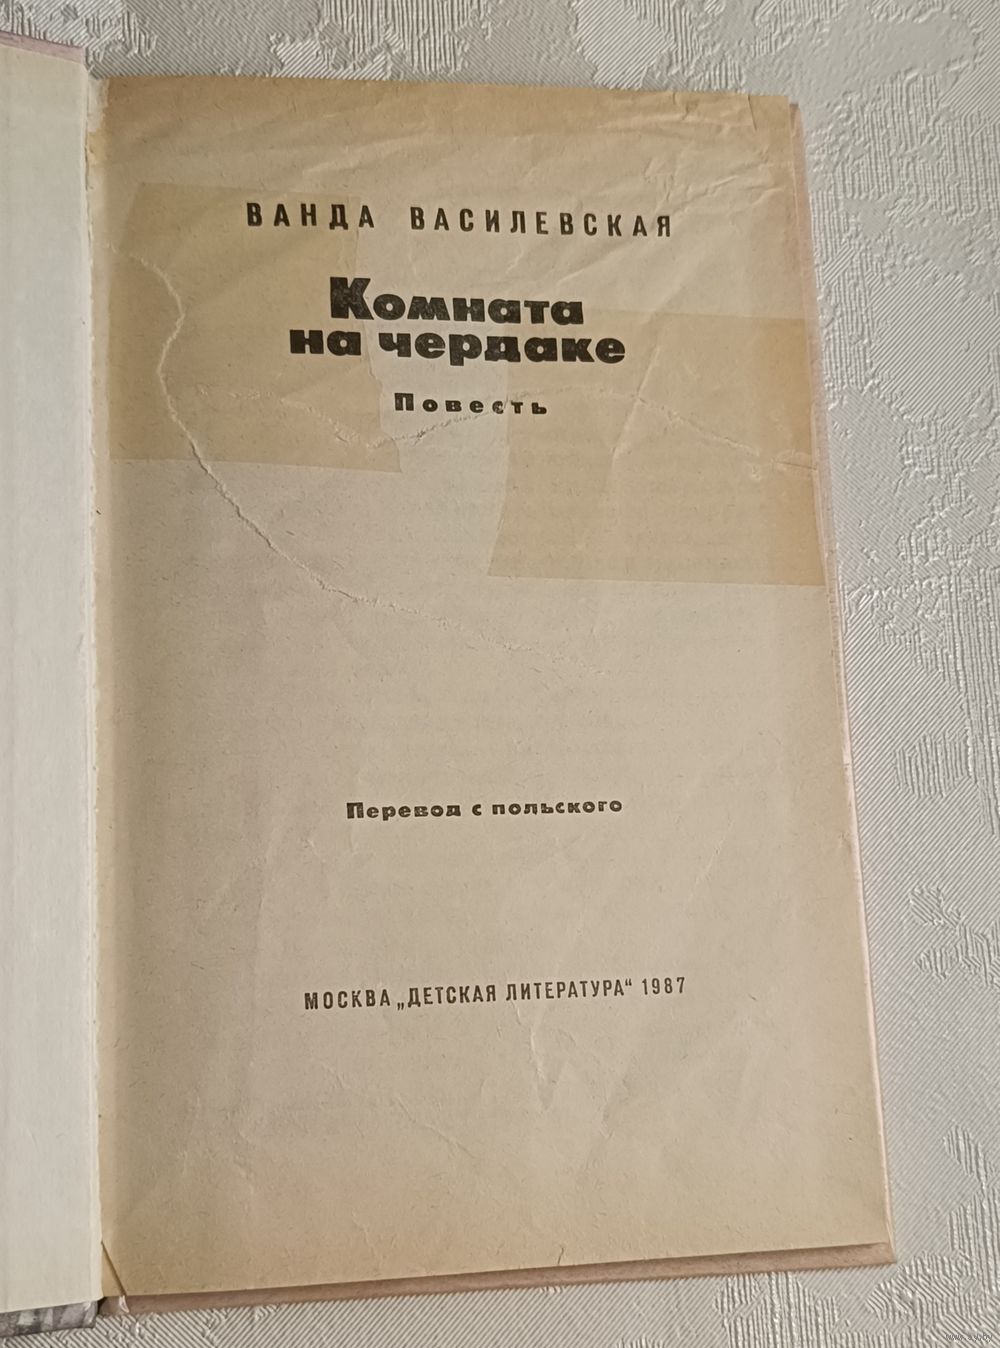 ВАНДА ВАСИЛЕВСКАЯ
Комната
на чердаке
Повесть
Перевод с польского
МОСКВА „ДЕТСКАЯ ЛИТЕРАТУРА“ 1987